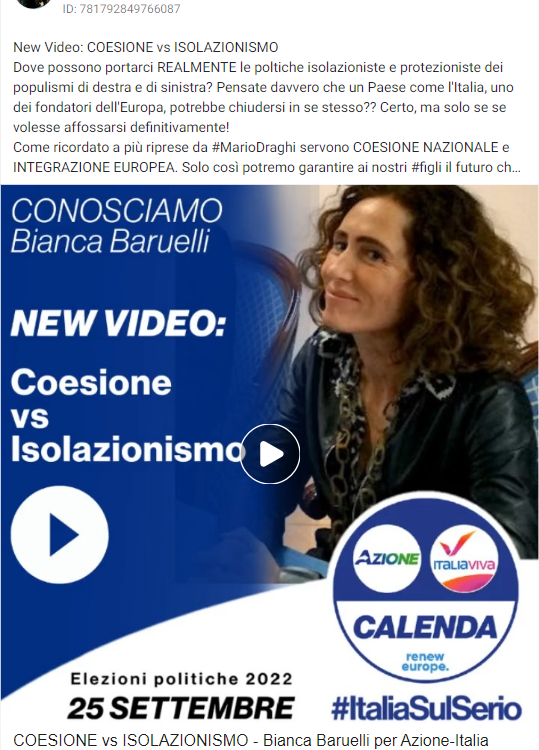 ID: 781792849766087
New Video: COESIONE vs ISOLAZIONISMO
Dove possono portarci REALMENTE le poltiche isolazioniste e protezioniste dei
populismi di destra e di sinistra? Pensate davvero che un Paese come l'Italia, uno
dei fondatori dell'Europa, potrebbe chiudersi in se stesso?? Certo, ma solo se se
volesse affossarsi definitivamente!
Come ricordato a più riprese da #MarioDraghi servono COESIONE NAZIONALE e
INTEGRAZIONE EUROPEA. Solo così potremo garantire ai nostri #figli il futuro ch...
CONOSCIAMO
Bianca Baruelli
NEW VIDEO:
Coesione
vs
Isolazionismo
AZIONE
ITALIAVIVA
CALENDA
renew
europe.
Elezioni politiche 2022
25 SETTEMBRE
#ItaliaSulSerio
COESIONE vs ISOLAZIONISMO - Bianca Baruelli per Azione-Italia